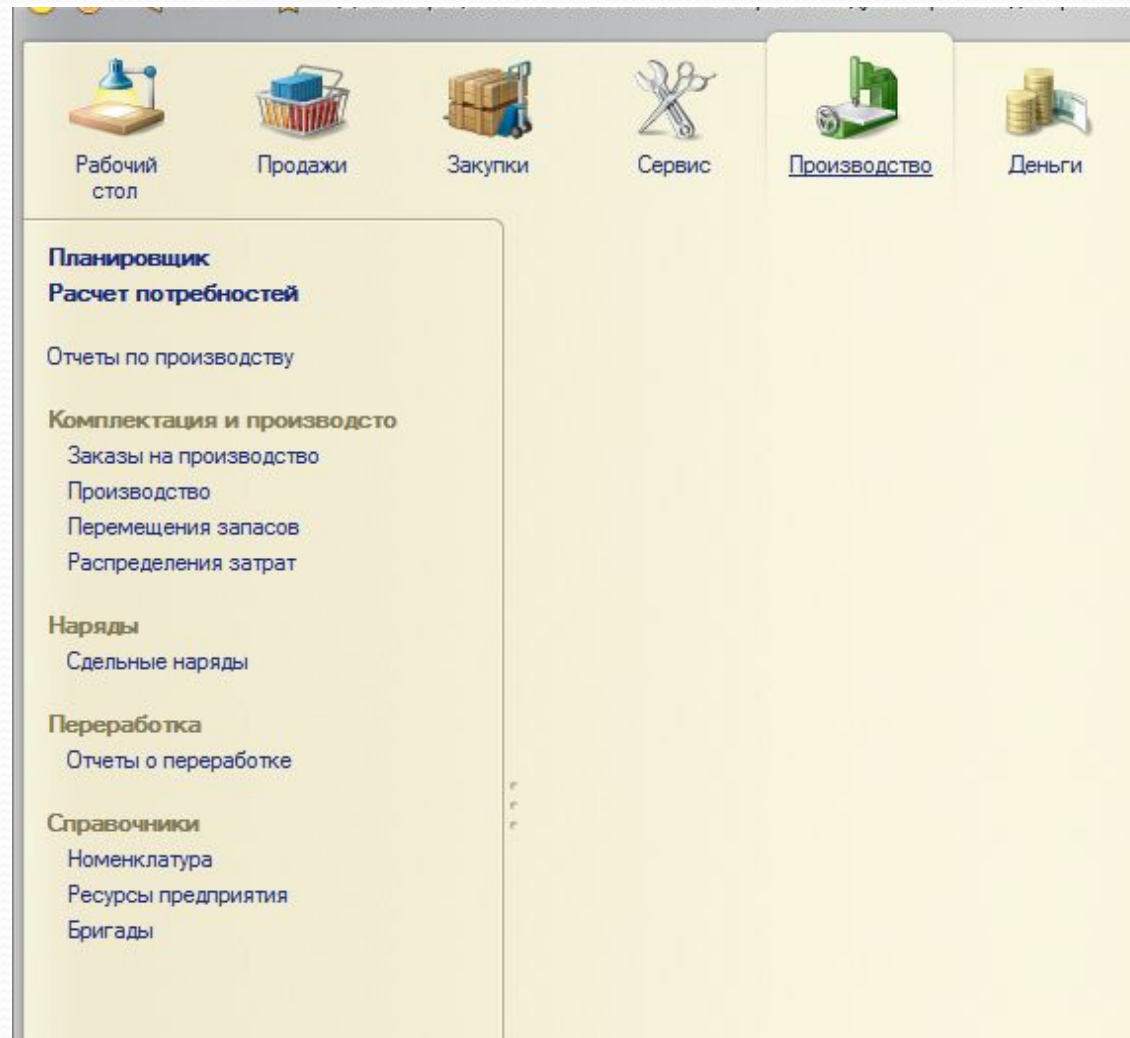 Рабочий
стол
Продажи
Закупки
Сервис
Производство
Деньги
Планировщик
Расчет потребностей
Отчеты по производству
Комплектация и производсто
Заказы на производство
Производство
Перемещения запасов
Распределения затрат
Наряды
Сдельные наряды
Переработка
Отчеты о переработке
Справочники
Номенклатура
Ресурсы предприятия
Бригады